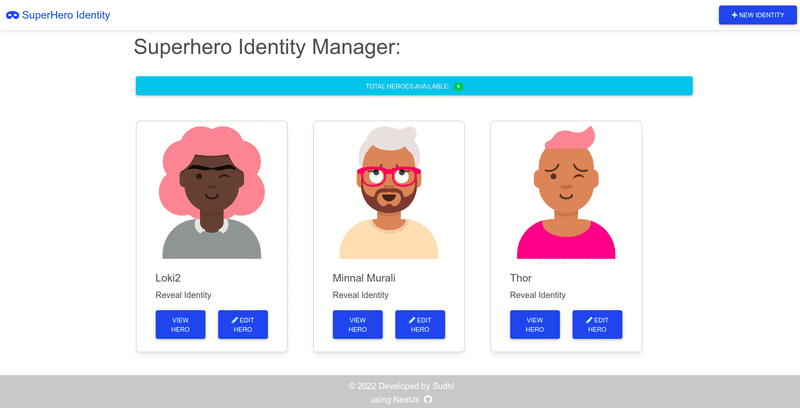 SuperHero Identity
NEW IDENTITY
Superhero Identity Manager:
TOTAL HEROES AVAILABLE:
Loki2
Reveal Identity
VIEW HERO
EDIT HERO
Minnal Murali
Reveal Identity
VIEW HERO
EDIT HERO
Thor
Reveal Identity
VIEW HERO
EDIT HERO
© 2022 Developed by Sudhi
using NextJs